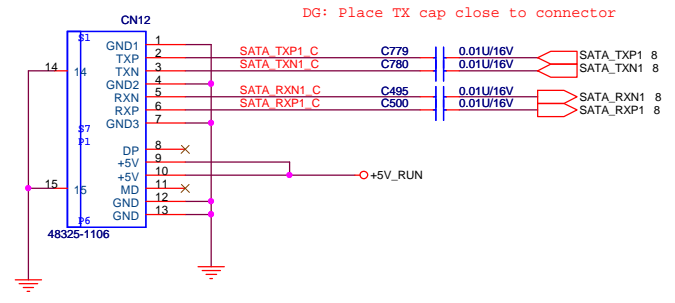 DG: Place TX cap close to connector
CN12
S1
GND1 1
TXP 2 SATA_TXP1_C C779 0.01U/16V SATA_TXP1 8
14 14 TXN 3 SATA_TXN1_C C780 0.01U/16V SATA_TXN1 8
GND2 4
RXN 5 SATA_RXN1_C C495 0.01U/16V SATA_RXN1 8
RXP 6 SATA_RXP1_C C500 0.01U/16V SATA_RXP1 8
S7 GND3 7
P1
DP 8
+5V 9
+5V 10 +5V_RUN
15 15 MD 11
GND 12
P6 GND 13
48325-1106